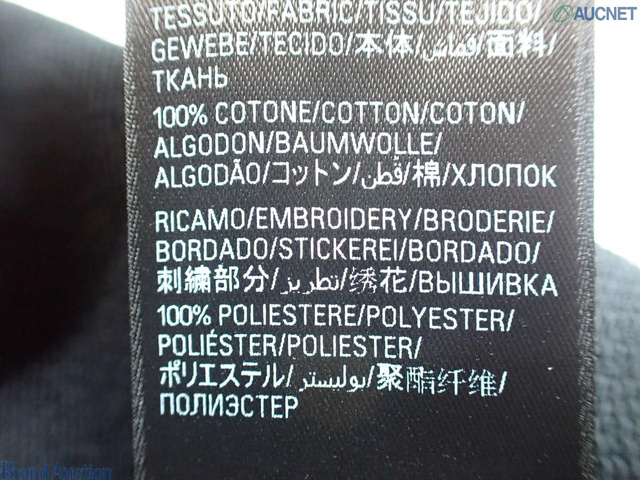 AUCNET
TESSUTO/FABRIC/TISSU/TEJIDO/
GEWEBE/TECIDO/本体/قماش/面料/
ТКАНЬ
100% COTONE/COTTON/COTON/
ALGODON/BAUMWOLLE/
ALGODÃO/コットン/قُطن/棉/ХЛОПОК
RICAMO/EMBROIDERY/BRODERIE/
BORDADO/STICKEREI/BORDADO/
刺繍部分/تطريز/绣花/ВЫШИВКА
100% POLIESTERE/POLYESTER/
POLIÉSTER/POLIESTER/
ポリエステル/بوليستر/聚酯纤维/
ПОЛИЭСТЕР
Brand Auction